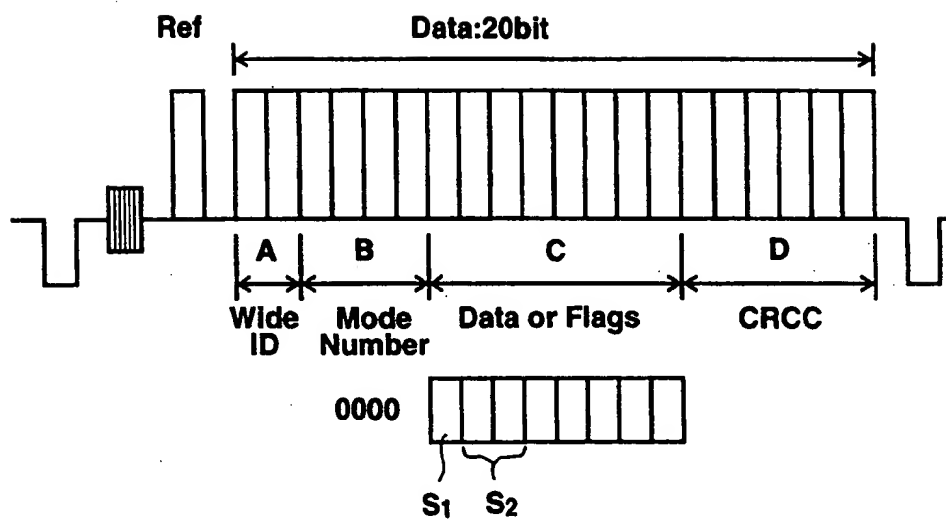 Ref Data:20bit
A B C D
Wide ID Mode Number Data or Flags CRCC
0000
S1 S2